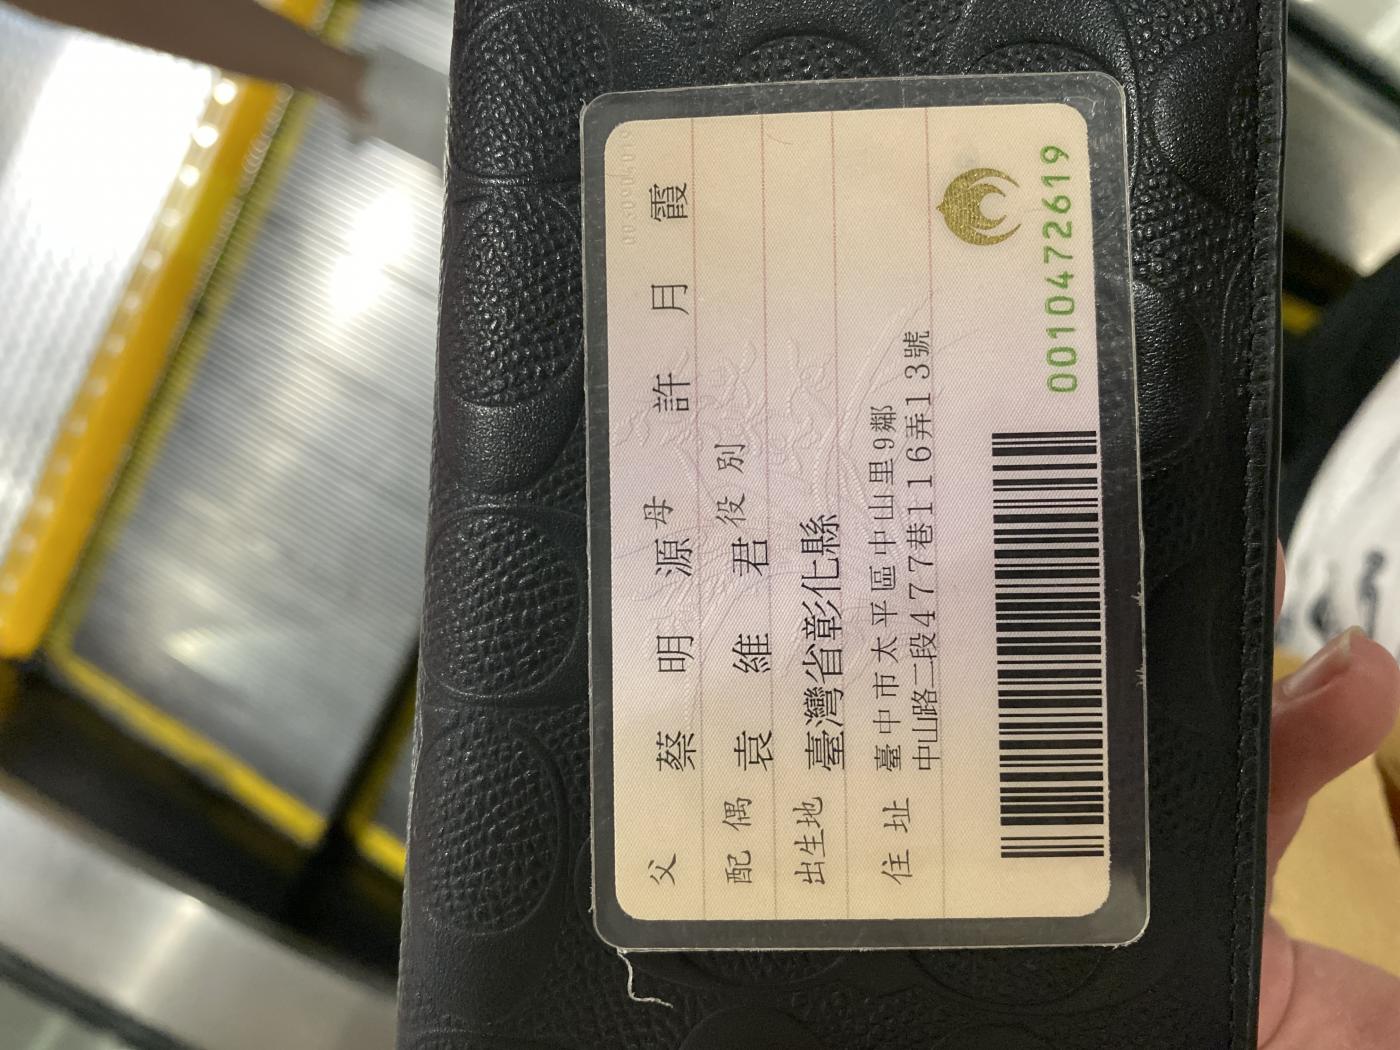 父 蔡明源 母 許月霞
配偶 袁維君 役別
出生地 臺灣省彰化縣
住址 臺中市太平區中山里9鄰
中山路二段477巷116弄13號
0010472619